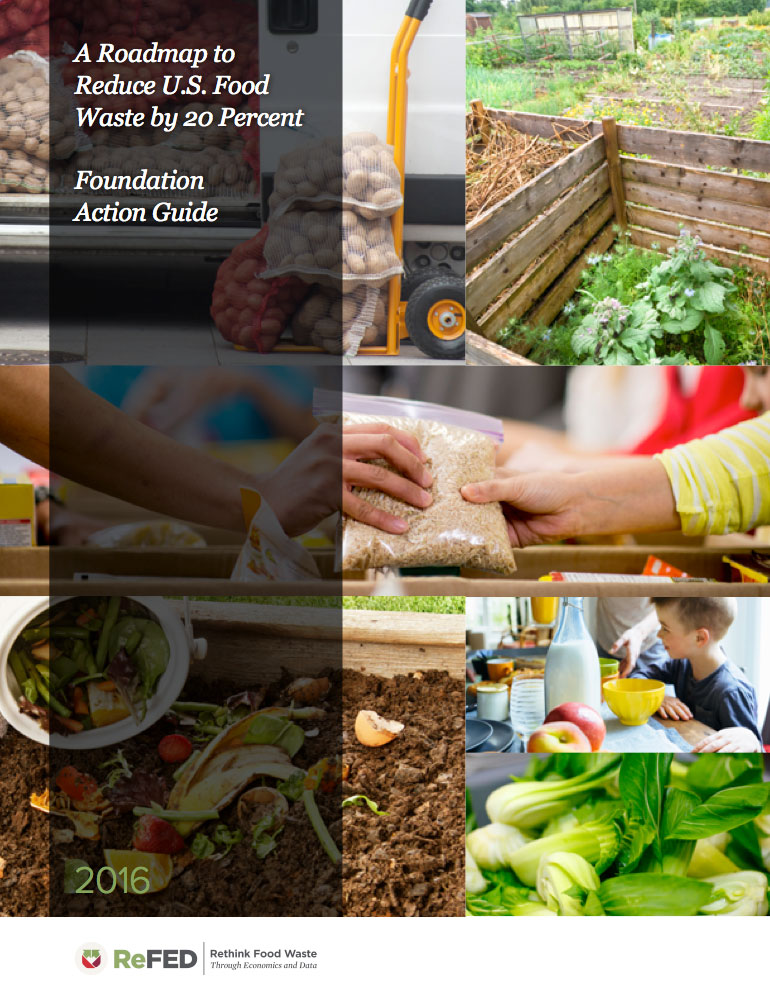 A Roadmap to
Reduce U.S. Food
Waste by 20 Percent
Foundation
Action Guide
2016
ReFED
Rethink Food Waste
Through Economics and Data